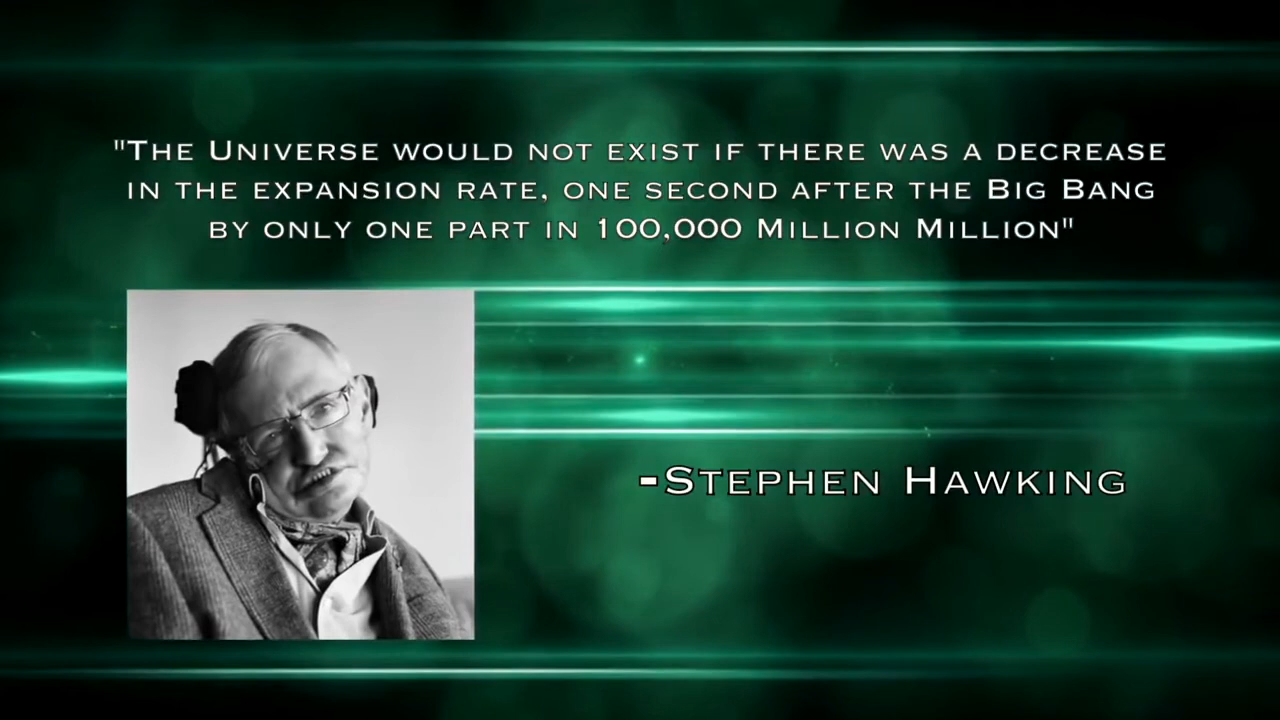 "The Universe would not exist if there was a decrease
in the expansion rate, one second after the Big Bang
by only one part in 100,000 Million Million"
-Stephen Hawking